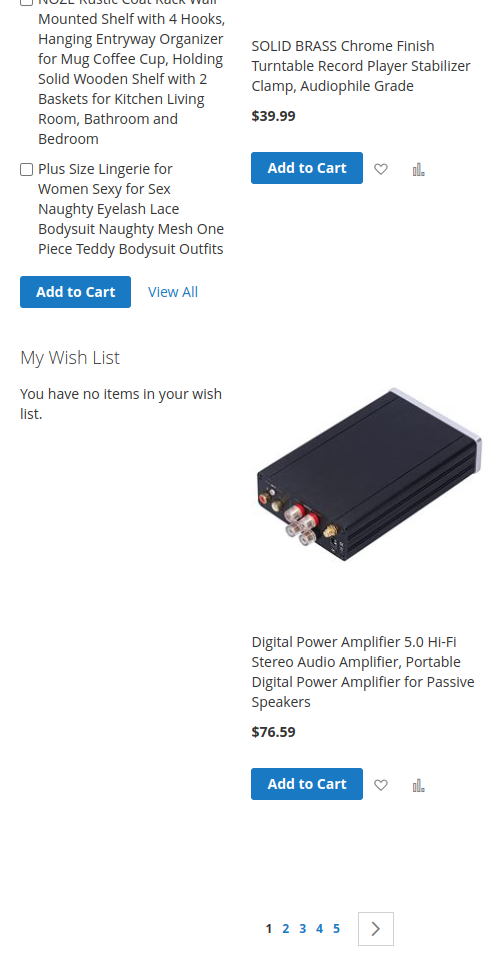 NOZE Rustic Coat Rack Wall
Mounted Shelf with 4 Hooks,
Hanging Entryway Organizer
for Mug Coffee Cup, Holding
Solid Wooden Shelf with 2
Baskets for Kitchen Living
Room, Bathroom and
Bedroom
Plus Size Lingerie for
Women Sexy for Sex
Naughty Eyelash Lace
Bodysuit Naughty Mesh One
Piece Teddy Bodysuit Outfits
Add to Cart View All
My Wish List
You have no items in your wish
list.
SOLID BRASS Chrome Finish
Turntable Record Player Stabilizer
Clamp, Audiophile Grade
$39.99
Add to Cart
Digital Power Amplifier 5.0 Hi-Fi
Stereo Audio Amplifier, Portable
Digital Power Amplifier for Passive
Speakers
$76.59
Add to Cart
1 2 3 4 5